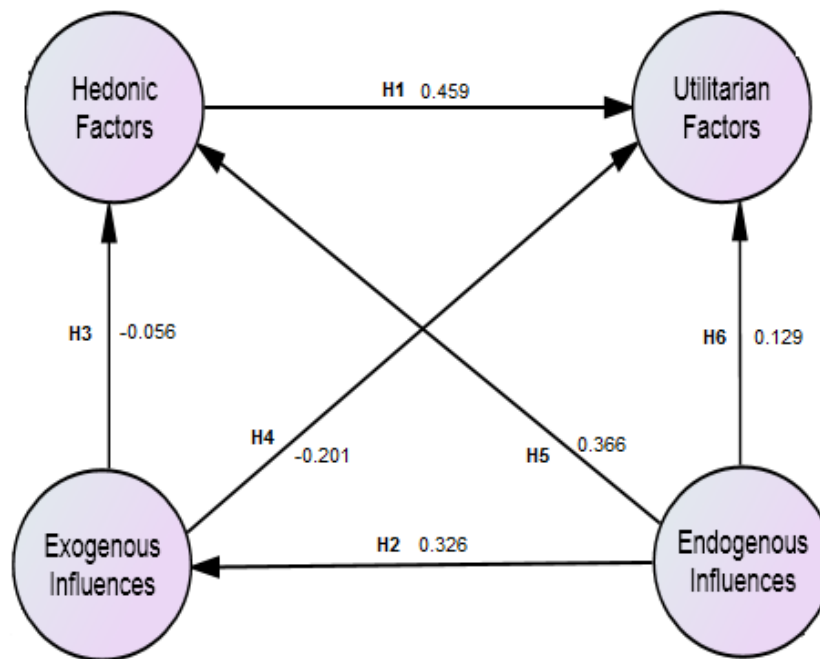 Hedonic
Factors
H1 0.459
Utilitarian
Factors
H3 -0.056
H6 0.129
H4 -0.201
H5 0.366
Exogenous
Influences
H2 0.326
Endogenous
Influences